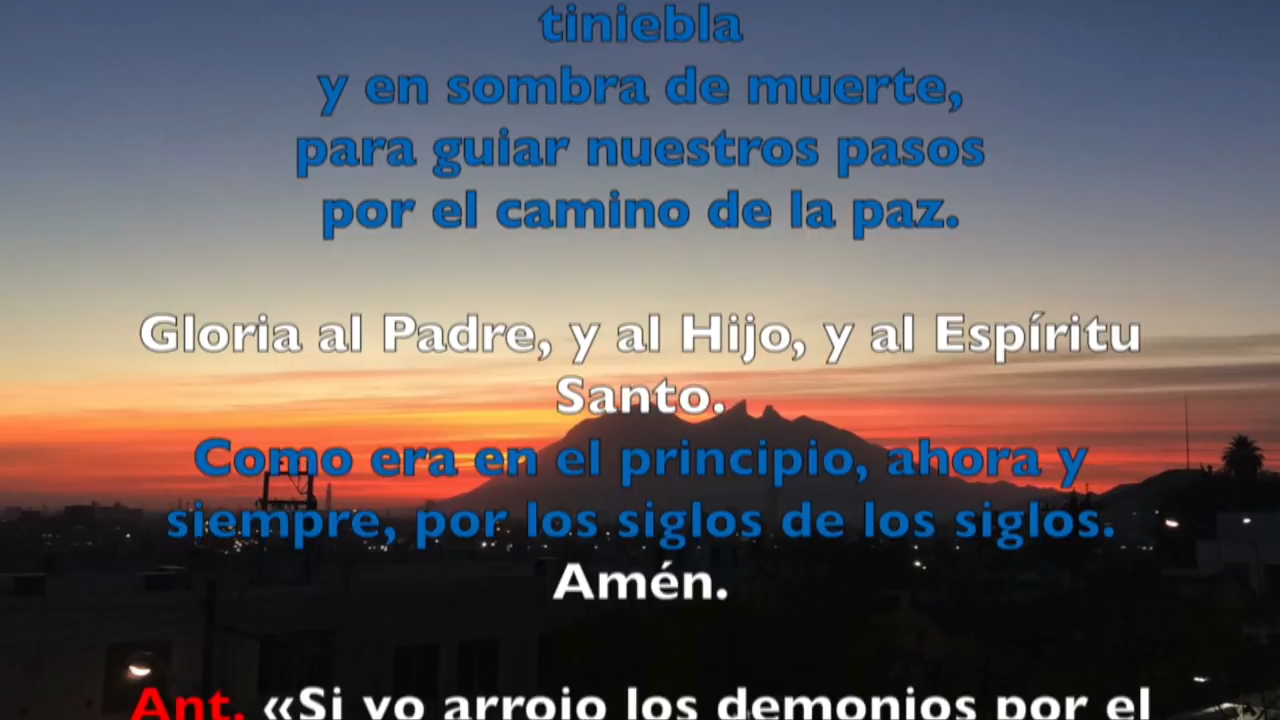 tiniebla
y en sombra de muerte,
para guiar nuestros pasos
por el camino de la paz.
Gloria al Padre, y al Hijo, y al Espíritu
Santo.
Como era en el principio, ahora y
siempre, por los siglos de los siglos.
Amén.
Ant. «Si yo arrojo los demonios por el